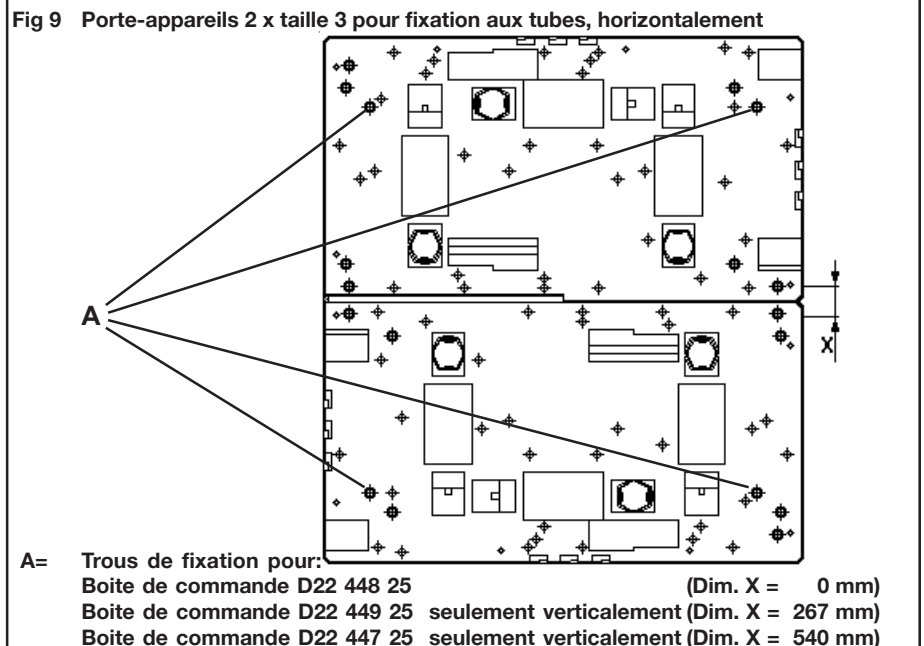 Fig 9 Porte-appareils 2 x taille 3 pour fixation aux tubes, horizontalement
A
X
A= Trous de fixation pour:
Boite de commande D22 448 25 (Dim. X = 0 mm)
Boite de commande D22 449 25 seulement verticalement (Dim. X = 267 mm)
Boite de commande D22 447 25 seulement verticalement (Dim. X = 540 mm)